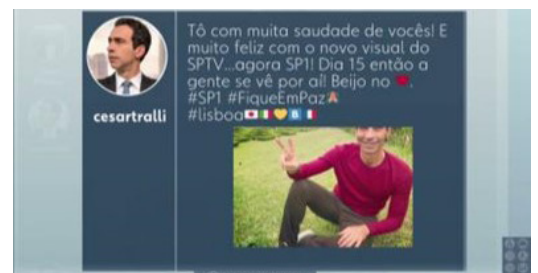 Tô com muita saudade de vocês! E
muito feliz com o novo visual do
SPTV...agora SP1! Dia 15 então a
gente se vê por aí! Beijo no ❤️.
#SP1 #FiqueEmPaz🙏
#lisboa🇯🇵🇮🇹💛🅱️🇫🇷
cesartralli